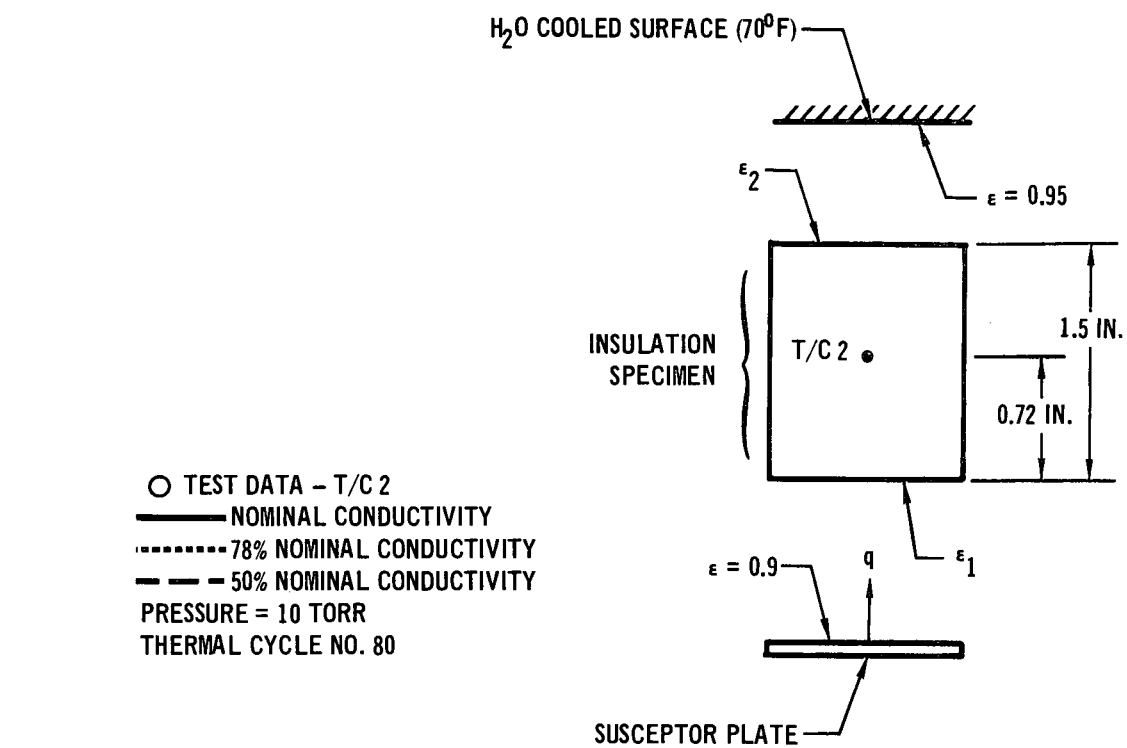 H₂O COOLED SURFACE (70⁰F)
ε₂
ε = 0.95
INSULATION
SPECIMEN
T/C 2
1.5 IN.
0.72 IN.
○ TEST DATA – T/C 2
NOMINAL CONDUCTIVITY
78% NOMINAL CONDUCTIVITY
50% NOMINAL CONDUCTIVITY
PRESSURE = 10 TORR
THERMAL CYCLE NO. 80
ε = 0.9
q
ε₁
SUSCEPTOR PLATE